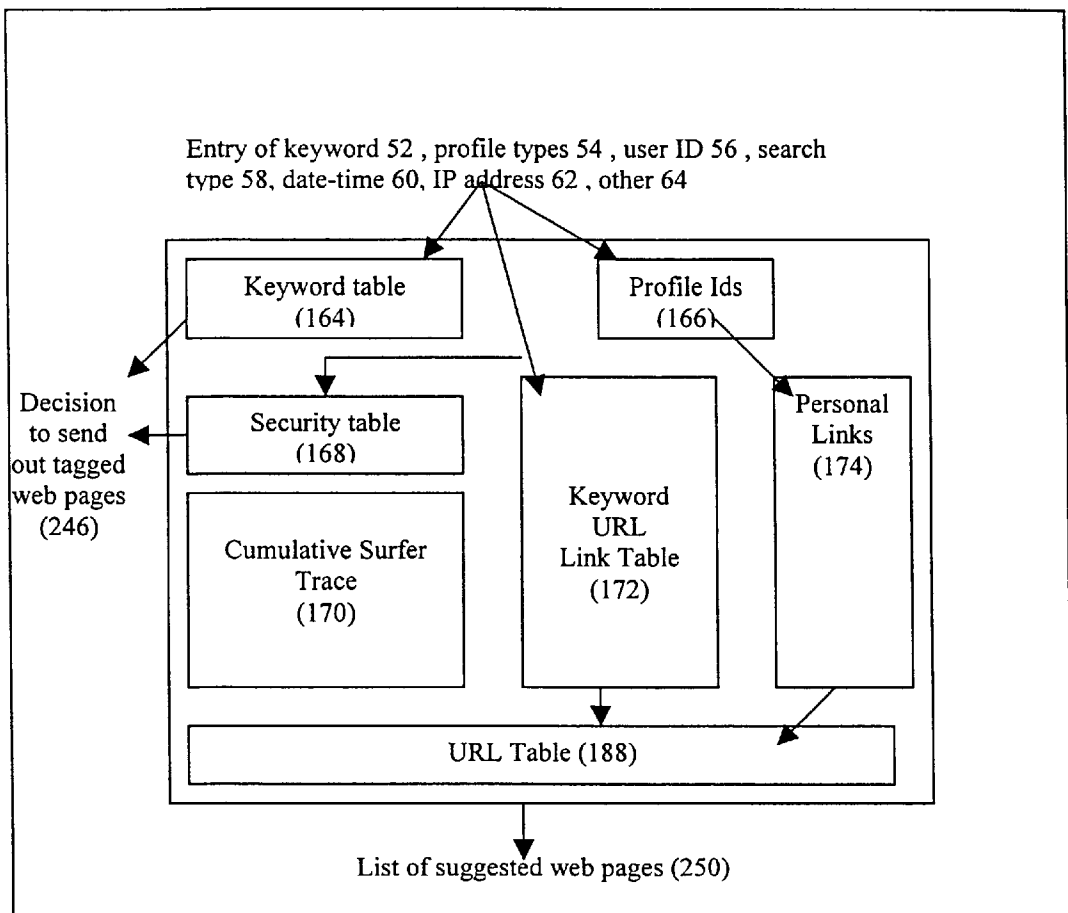 Entry of keyword 52 , profile types 54 , user ID 56 , search
type 58, date-time 60, IP address 62 , other 64
Keyword table
(164)
Profile Ids
(166)
Decision
to send
out tagged
web pages
(246)
Security table
(168)
Personal
Links
(174)
Keyword
URL
Link Table
(172)
Cumulative Surfer
Trace
(170)
URL Table (188)
List of suggested web pages (250)